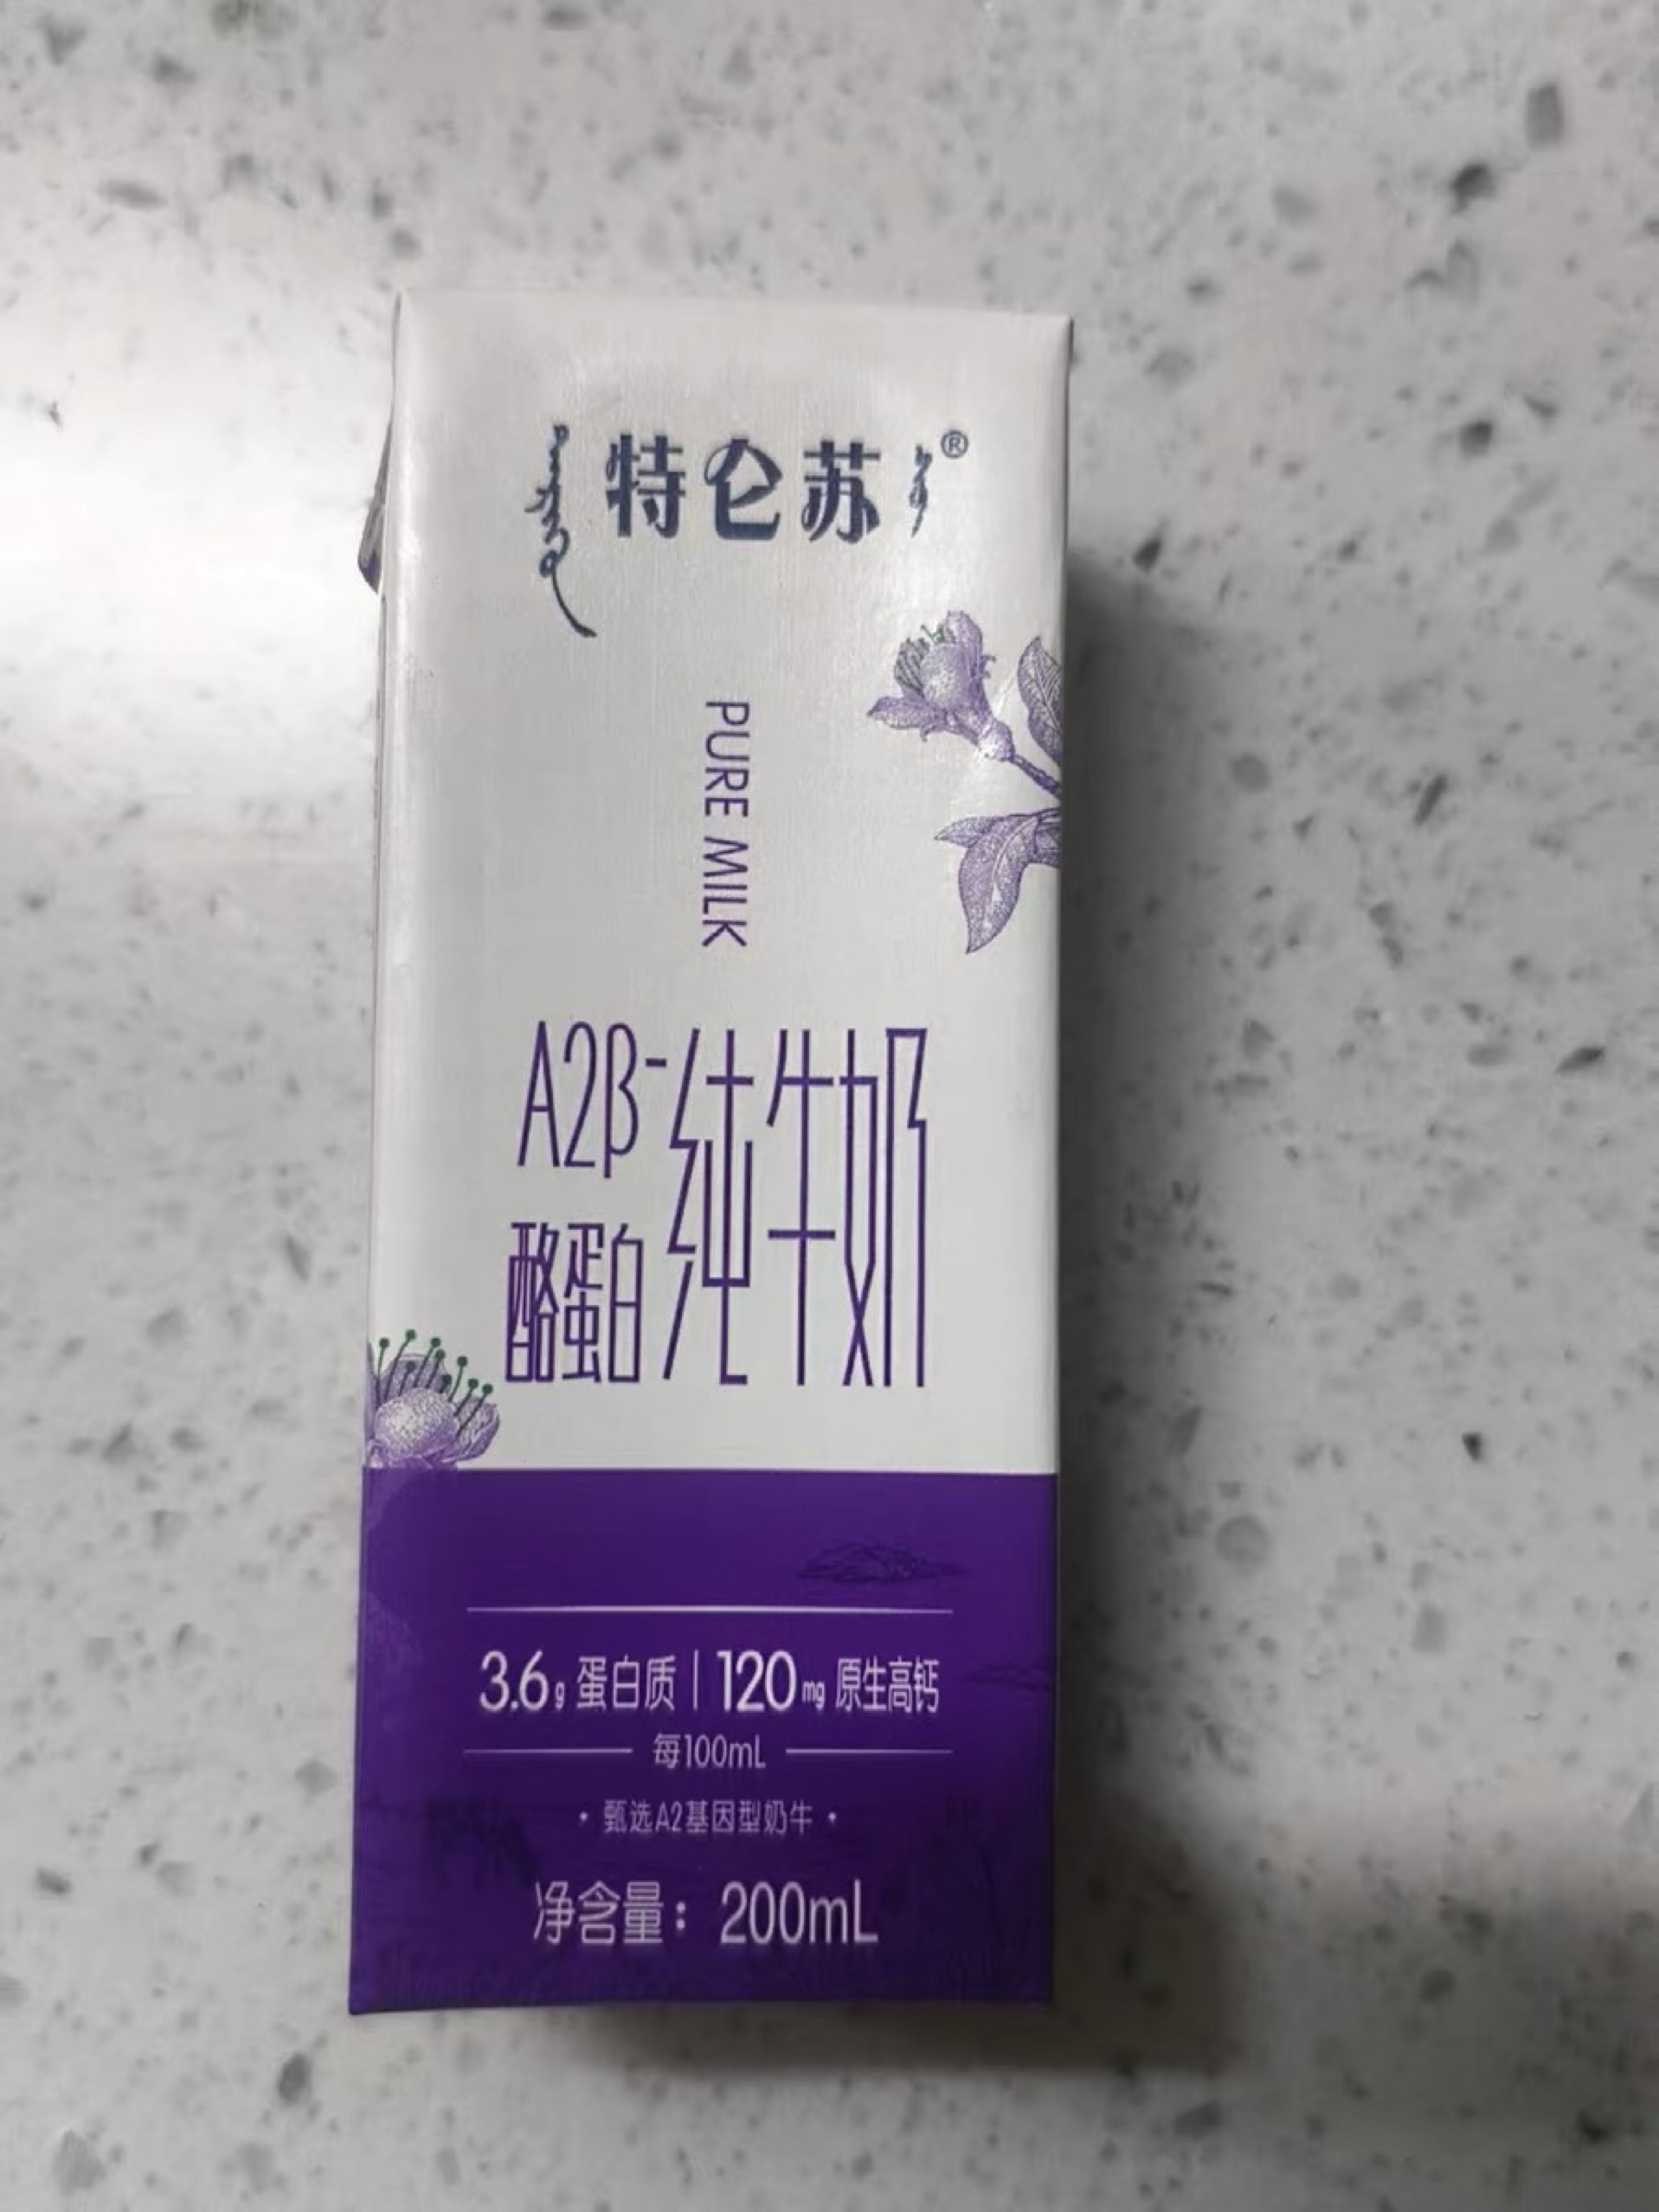 特仑苏®
PURE MILK
A2β-
酪蛋白
纯牛奶
3.6g 蛋白质 | 120mg 原生高钙
每100mL
· 甄选A2基因型奶牛 ·
净含量：200mL